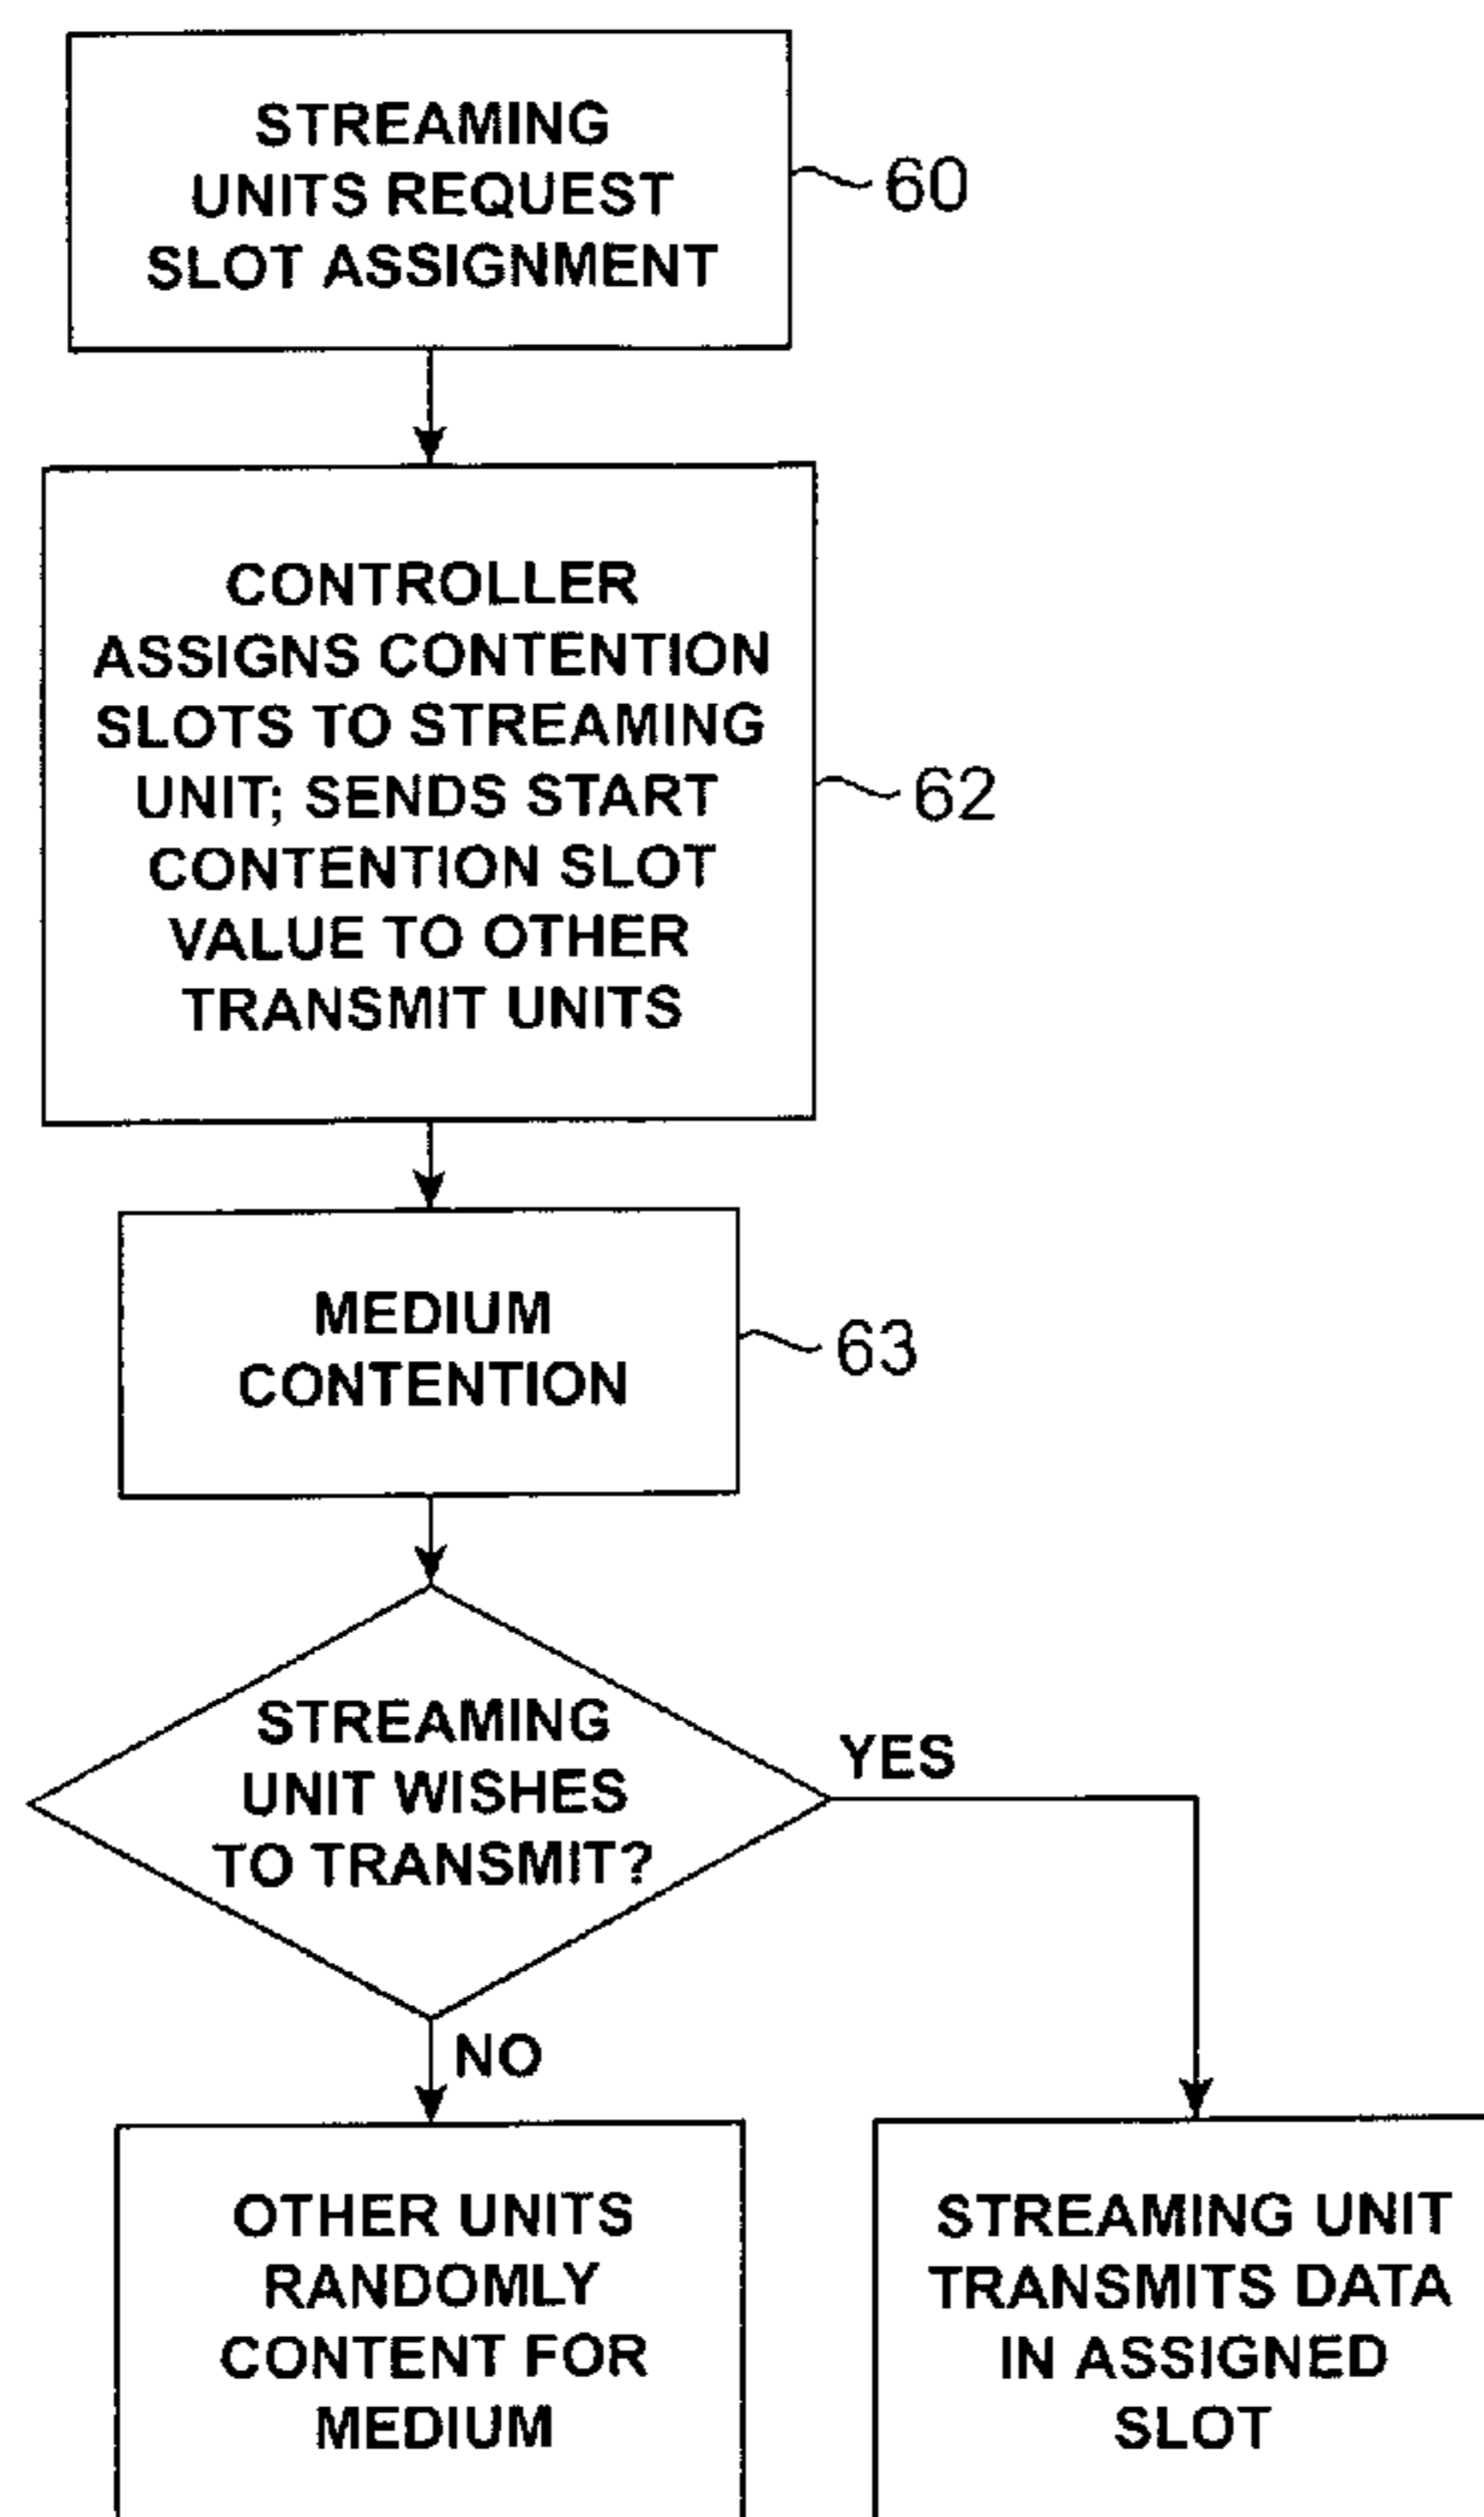 STREAMING
UNITS REQUEST
SLOT ASSIGNMENT
60
CONTROLLER
ASSIGNS CONTENTION
SLOTS TO STREAMING
UNIT; SENDS START
CONTENTION SLOT
VALUE TO OTHER
TRANSMIT UNITS
62
MEDIUM
CONTENTION
63
STREAMING
UNIT WISHES
TO TRANSMIT?
YES
NO
OTHER UNITS
RANDOMLY
CONTENT FOR
MEDIUM
STREAMING UNIT
TRANSMITS DATA
IN ASSIGNED
SLOT